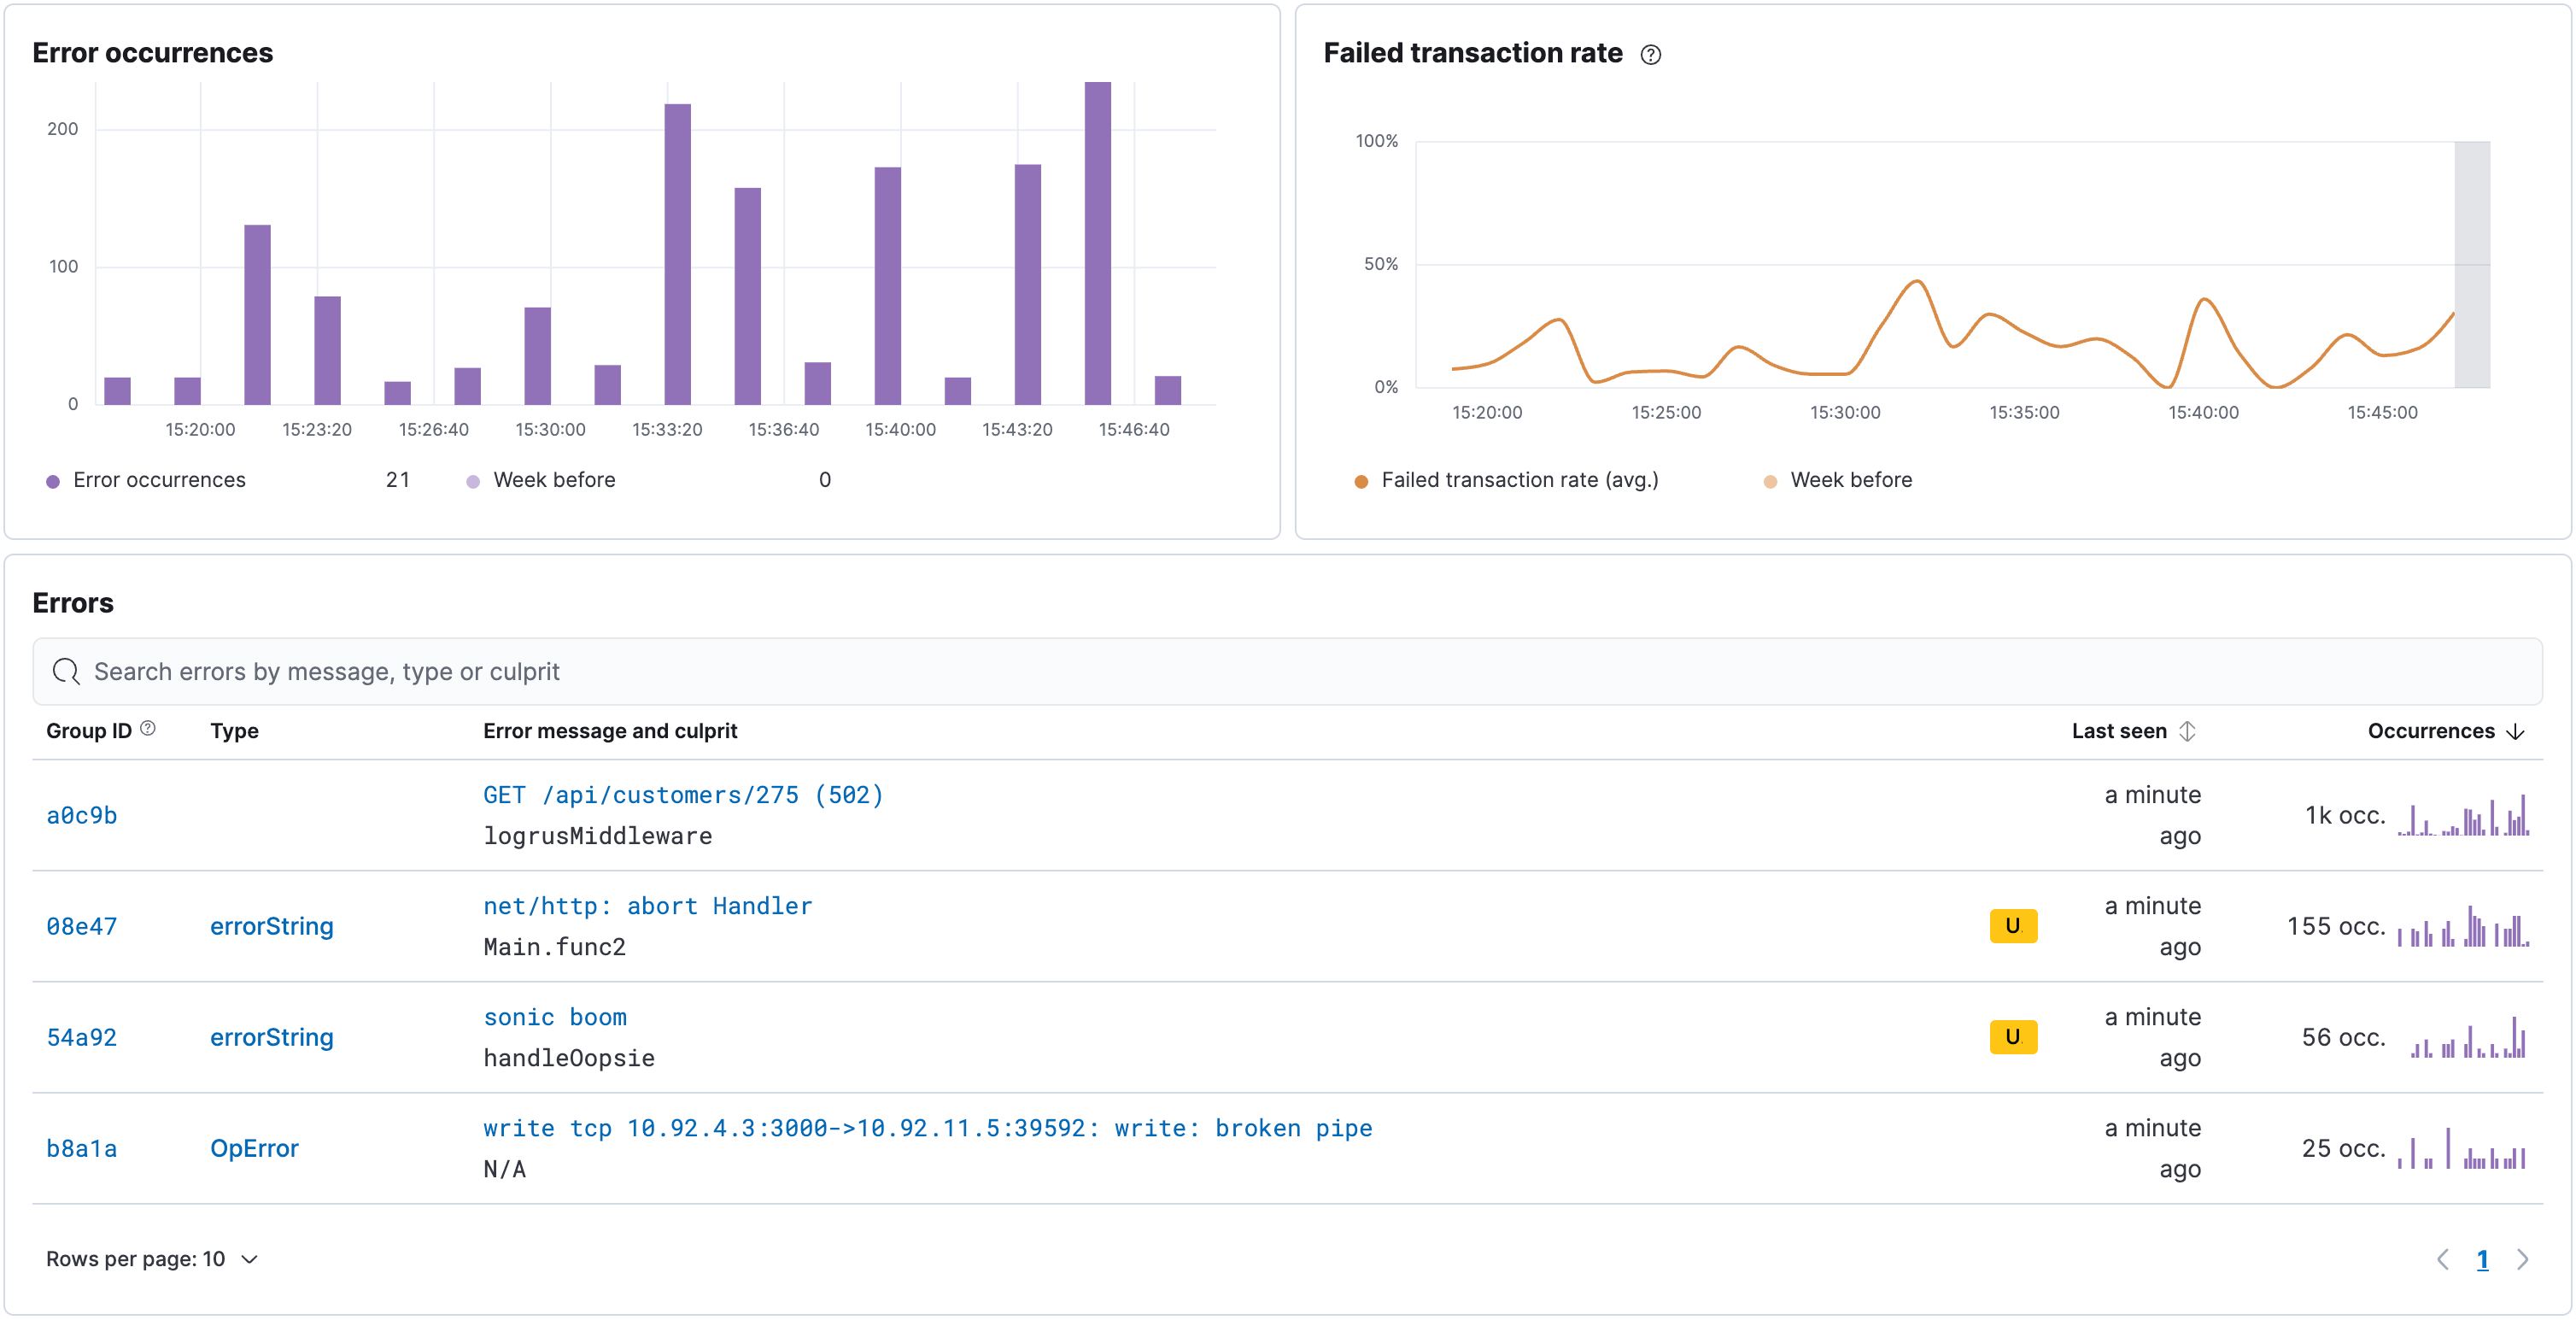 Error occurrences
200
100
0
15:20:00 15:23:20 15:26:40 15:30:00 15:33:20 15:36:40 15:40:00 15:43:20 15:46:40
Error occurrences 21 Week before 0
Failed transaction rate
100%
50%
0%
15:20:00 15:25:00 15:30:00 15:35:00 15:40:00 15:45:00
Failed transaction rate (avg.) Week before
Errors
Search errors by message, type or culprit
Group ID Type Error message and culprit Last seen Occurrences
a0c9b GET /api/customers/275 (502) a minute ago 1k occ.
logrusMiddleware
08e47 errorString net/http: abort Handler U a minute ago 155 occ.
Main.func2
54a92 errorString sonic boom U a minute ago 56 occ.
handleOopsie
b8a1a OpError write tcp 10.92.4.3:3000->10.92.11.5:39592: write: broken pipe a minute ago 25 occ.
N/A
Rows per page: 10 1